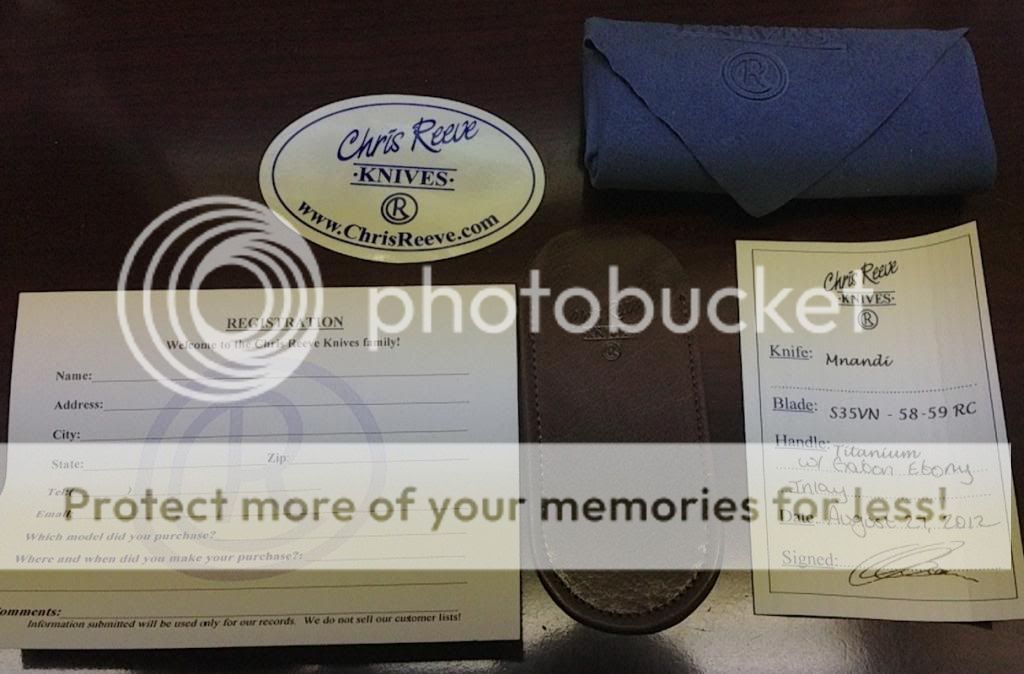 Chris Reeve
·KNIVES·
R
www.ChrisReeve.com
R
photobucket
Protect more of your memories for less!
REGISTRATION
Welcome to the Chris Reeve Knives family!
Name:
Address:
City:
State: Zip:
Tel: )
Email:
Which model did you purchase?
Where and when did you make your purchase?:
omments:
Information submitted will be used only for our records. We do not sell our customer lists!
R
R
Chris Reeve
·KNIVES·
R
Knife: Mnandi
Blade: S35VN - 58-59 RC
Handle: Titanium
w/ Gabon Ebony
Inlay
Date: August 27, 2012
Signed: